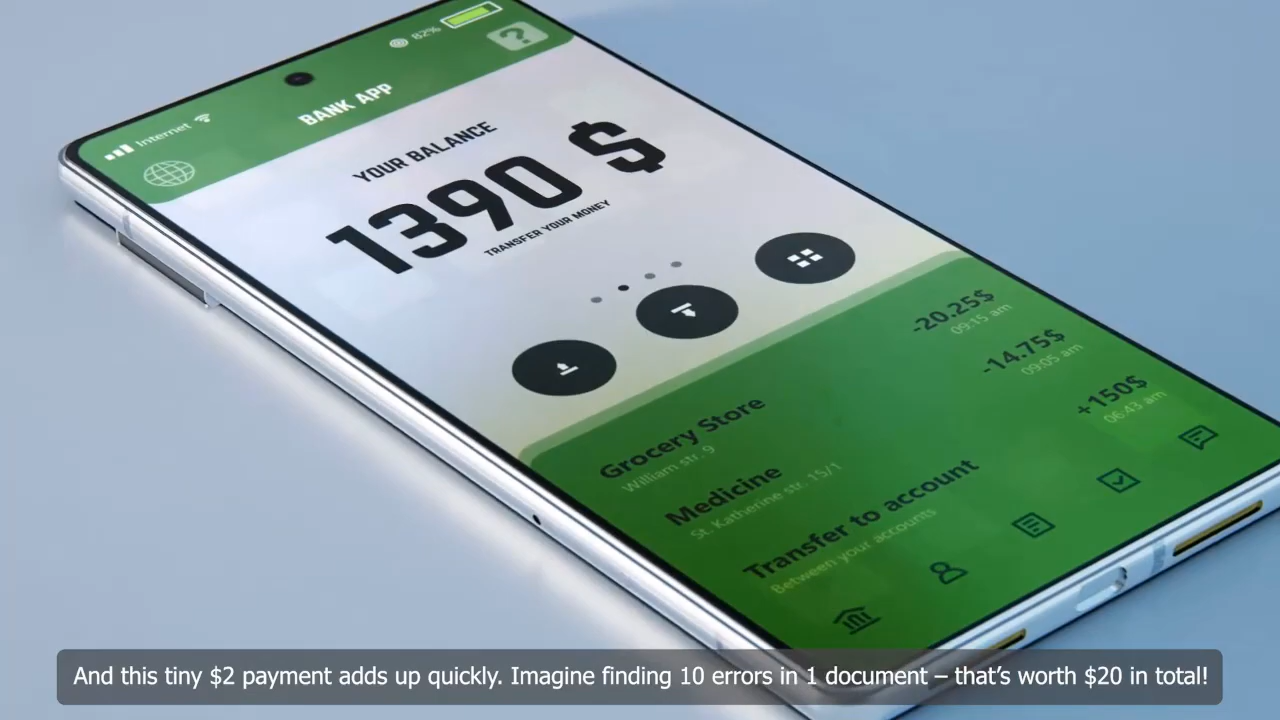 Internet
82%
BANK APP
YOUR BALANCE
1390 $
TRANSFER YOUR MONEY
Grocery Store
William str. 9
-20.25$
09:15 am
Medicine
St. Katherine str. 15/1
-14.75$
09:05 am
Transfer to account
Between your accounts
+150$
06:43 am
And this tiny $2 payment adds up quickly. Imagine finding 10 errors in 1 document – that’s worth $20 in total!